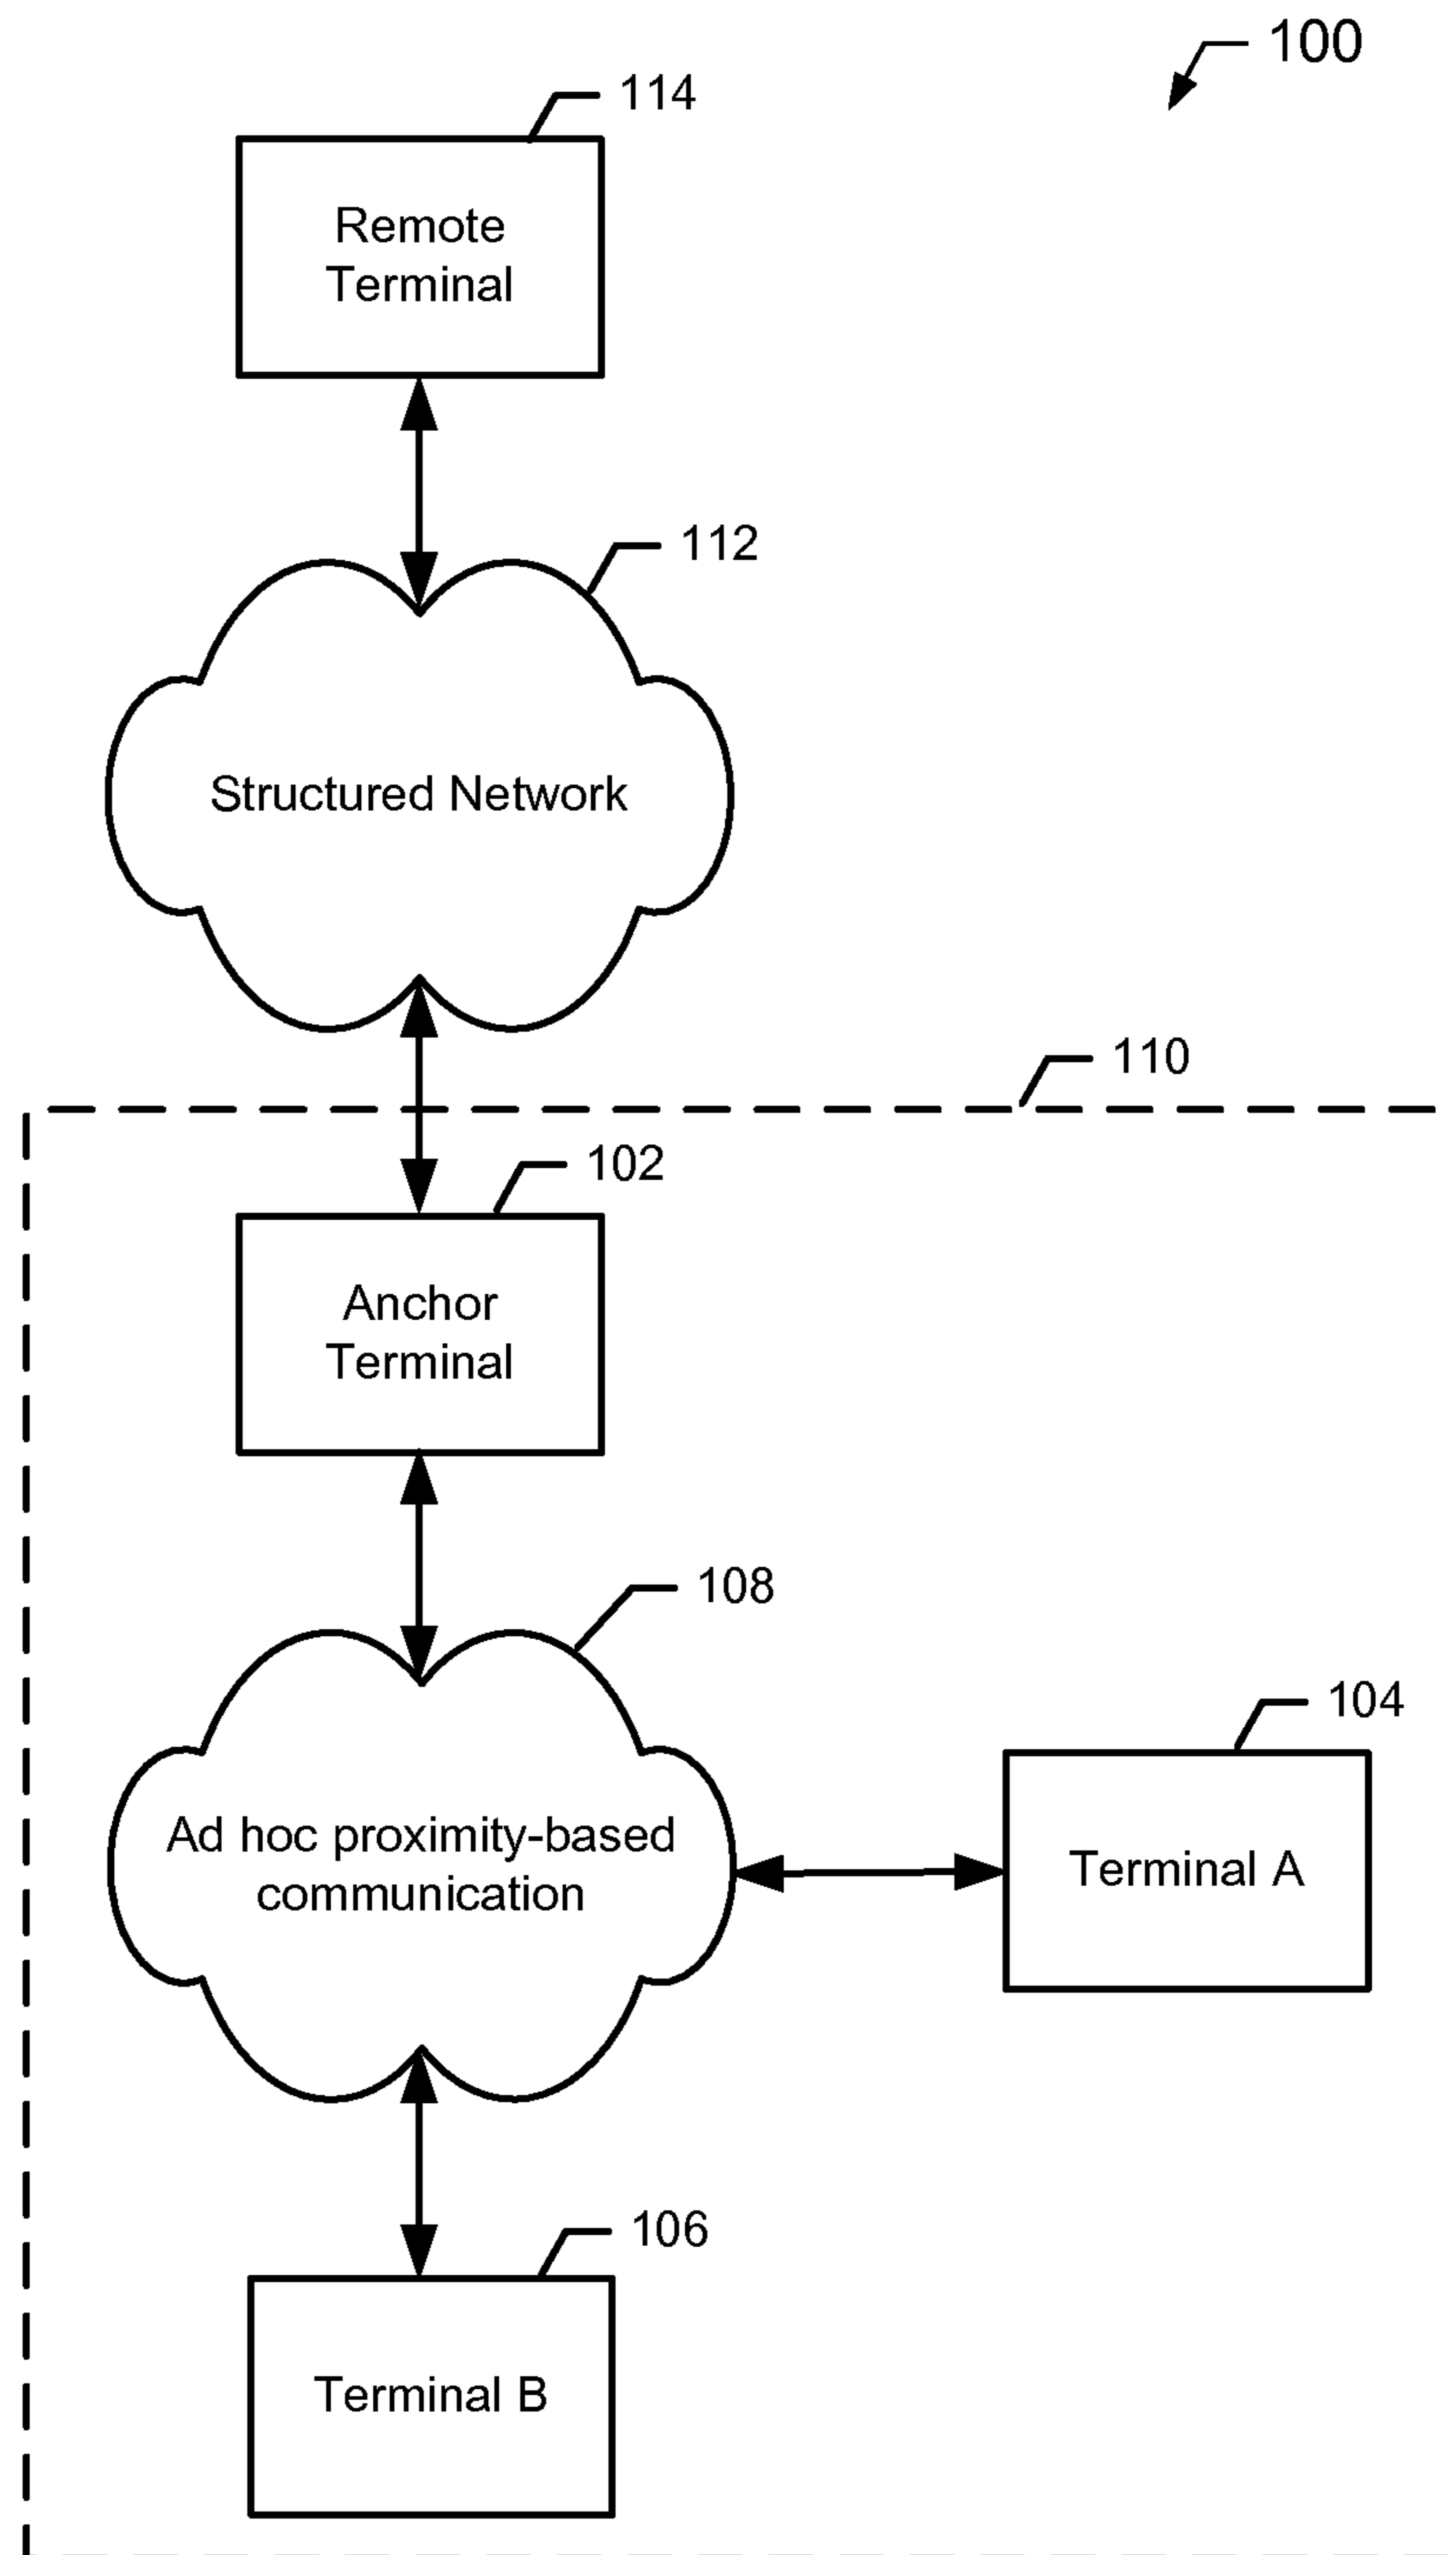 100
114
Remote
Terminal
112
Structured Network
110
102
Anchor
Terminal
108
104
Ad hoc proximity-based
communication
Terminal A
106
Terminal B